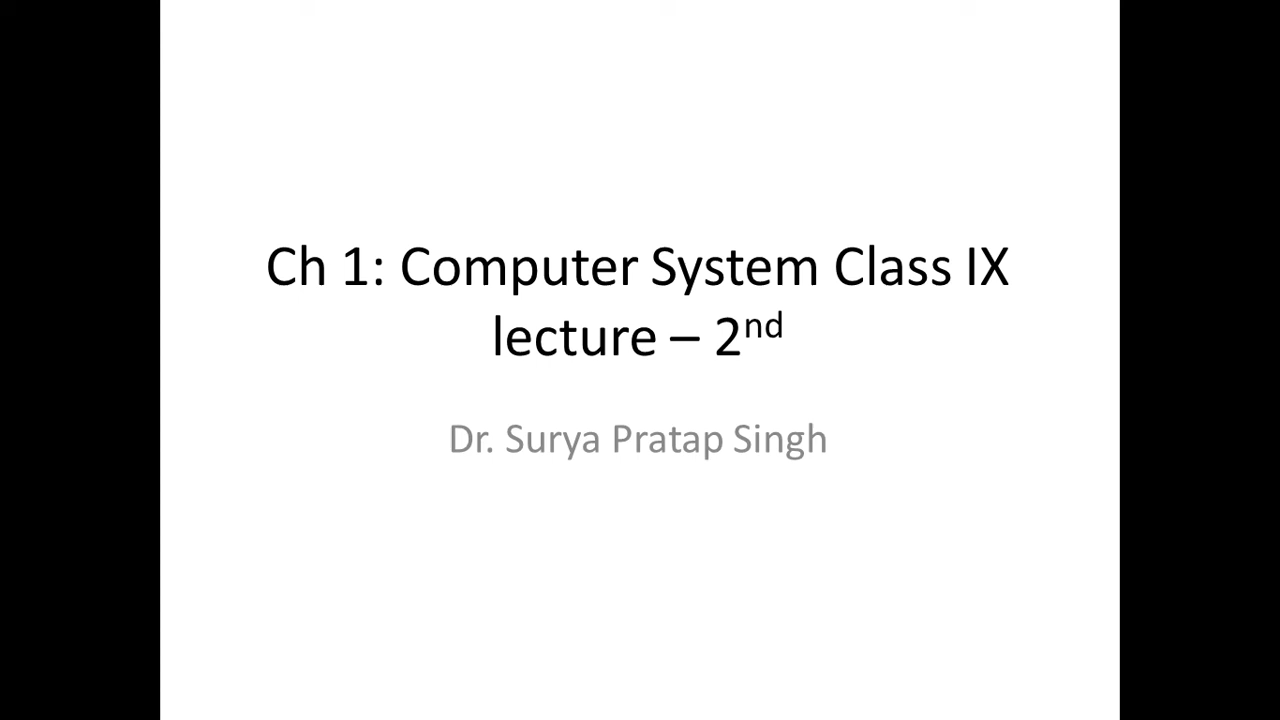 Ch 1: Computer System Class IX
lecture – 2nd
Dr. Surya Pratap Singh